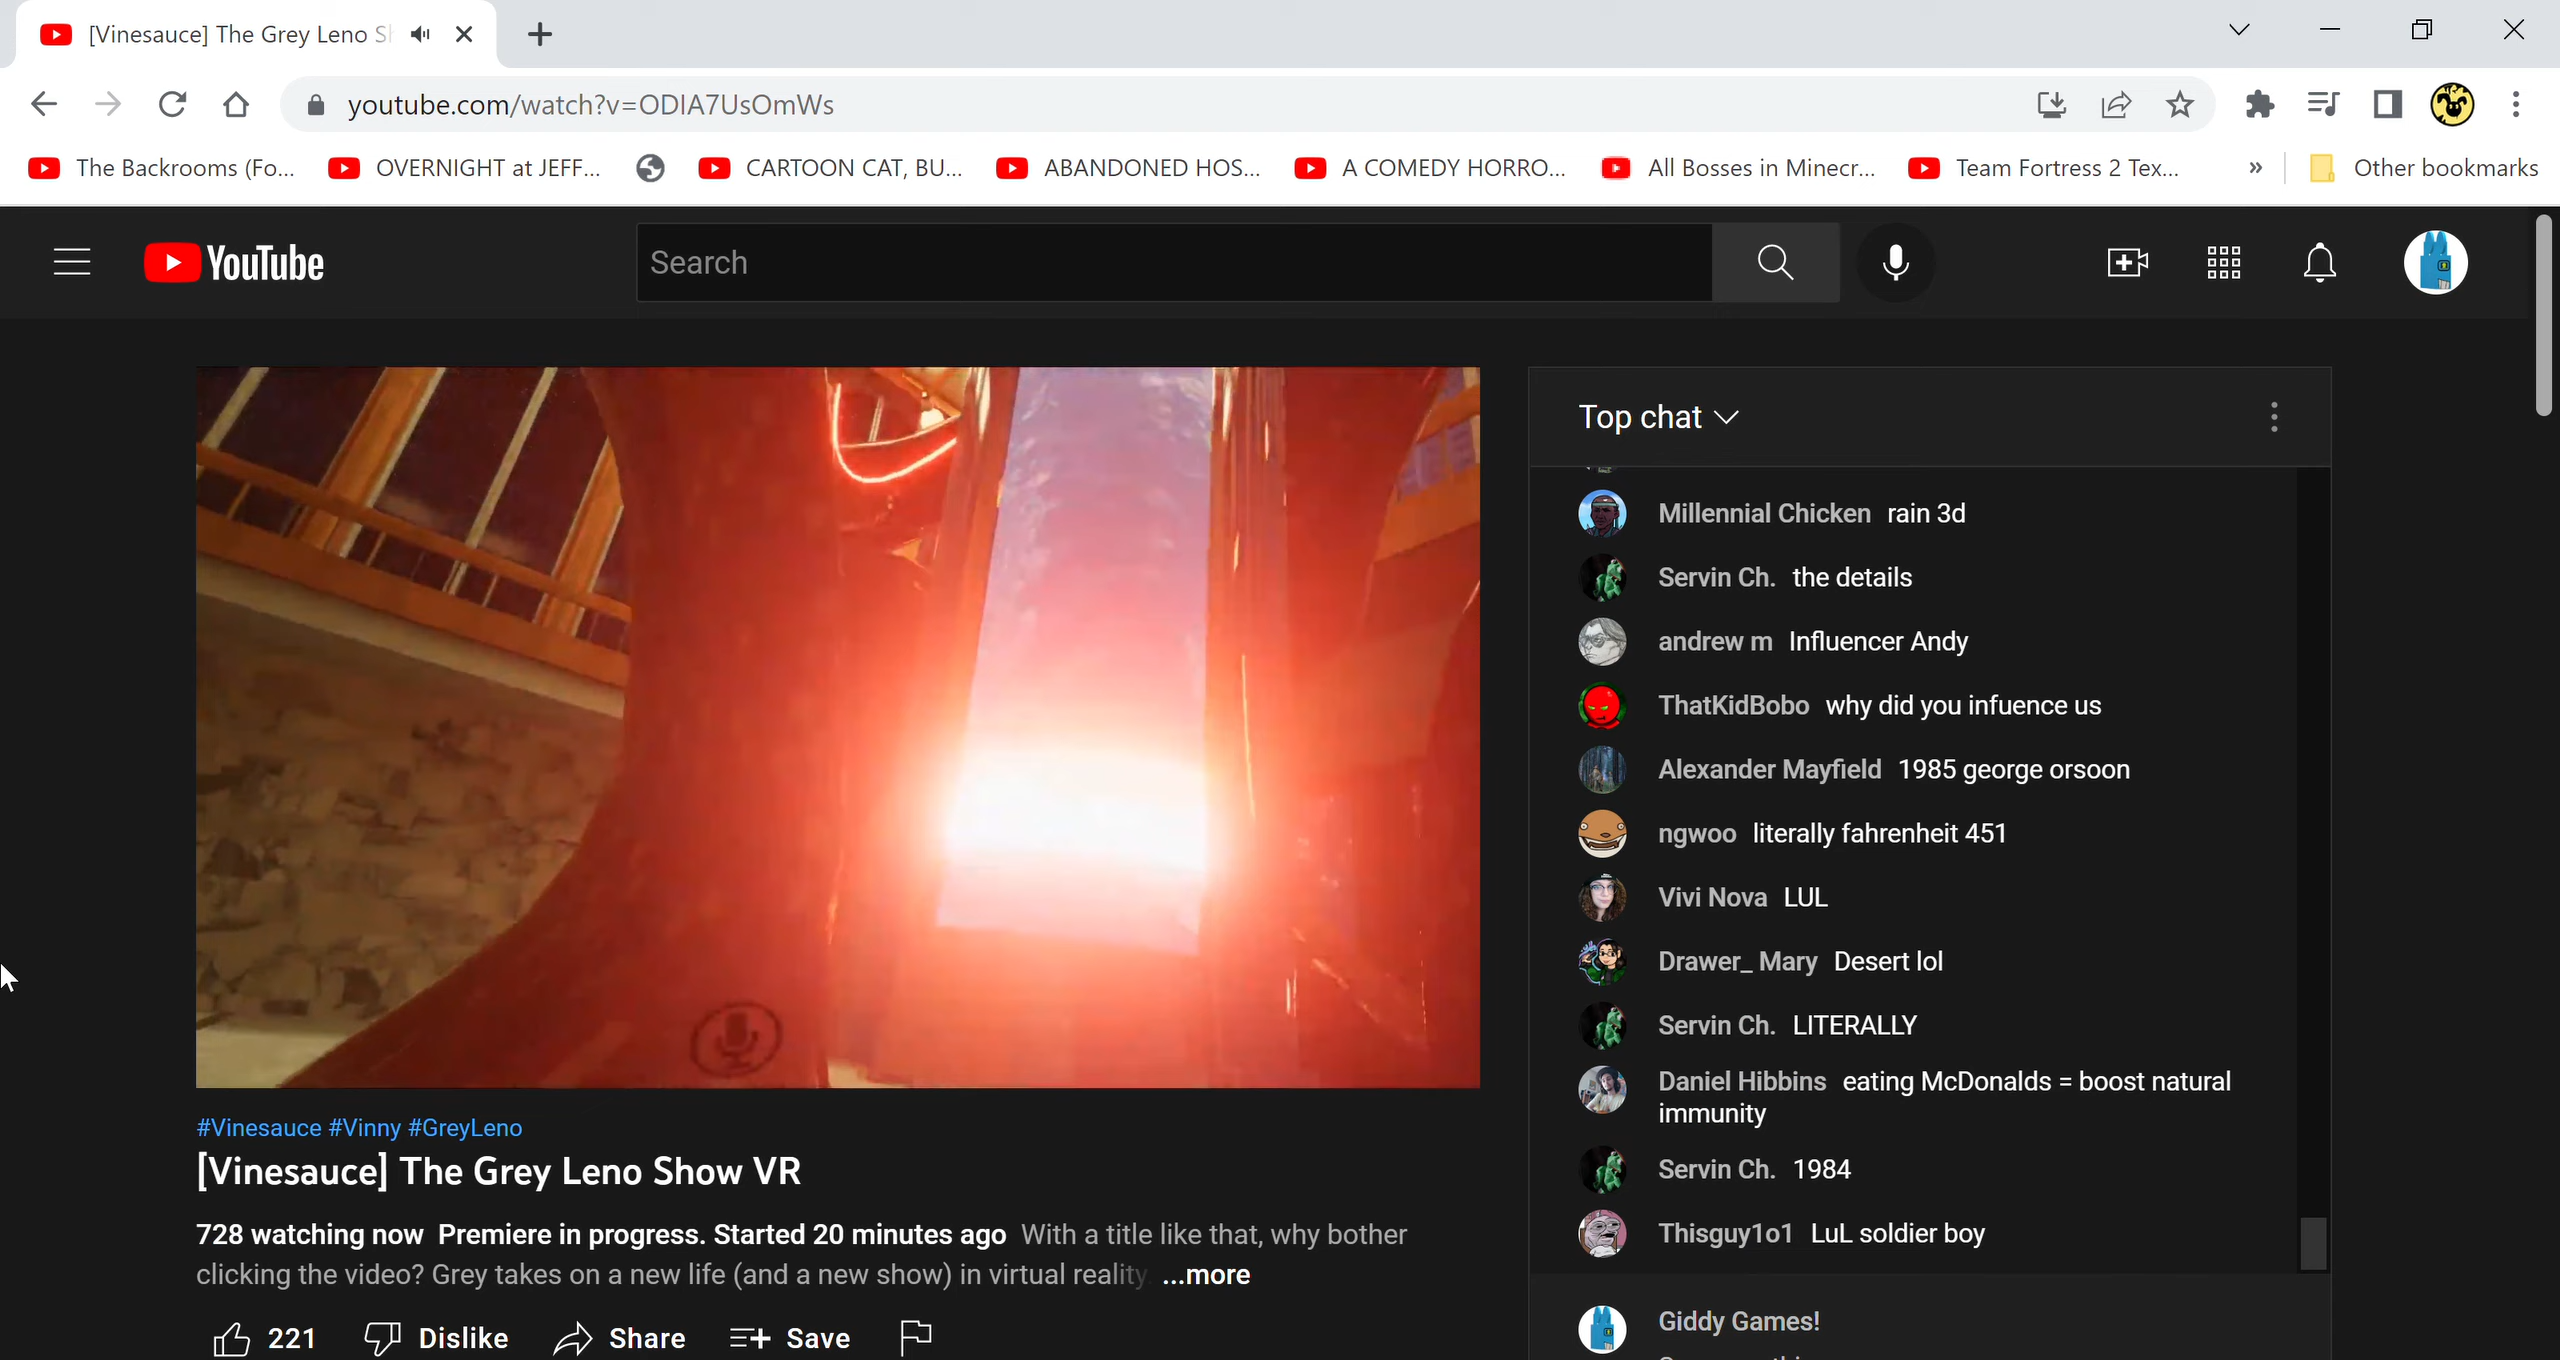 [Vinesauce] The Grey Leno S
youtube.com/watch?v=ODIA7UsOmWs
The Backrooms (Fo... OVERNIGHT at JEFF... CARTOON CAT, BU... ABANDONED HOS... A COMEDY HORRO... All Bosses in Minecr... Team Fortress 2 Tex... » Other bookmarks
YouTube
Search
Top chat
Millennial Chicken rain 3d
Servin Ch. the details
andrew m Influencer Andy
ThatKidBobo why did you infuence us
Alexander Mayfield 1985 george orsoon
ngwoo literally fahrenheit 451
Vivi Nova LUL
Drawer_ Mary Desert lol
Servin Ch. LITERALLY
Daniel Hibbins eating McDonalds = boost natural
immunity
Servin Ch. 1984
Thisguy1o1 LuL soldier boy
Giddy Games!
#Vinesauce #Vinny #GreyLeno
[Vinesauce] The Grey Leno Show VR
728 watching now Premiere in progress. Started 20 minutes ago With a title like that, why bother
clicking the video? Grey takes on a new life (and a new show) in virtual reality ...more
221 Dislike Share Save